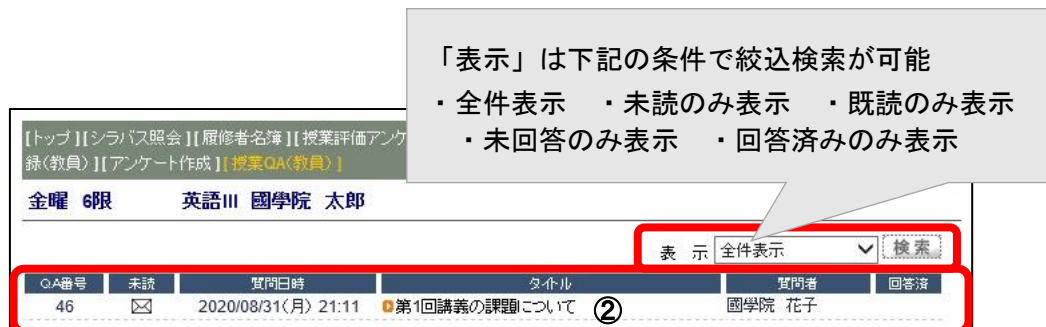 「表示」は下記の条件で絞込検索が可能
・全件表示　・未読のみ表示　・既読のみ表示
・未回答のみ表示　・回答済みのみ表示
[トップ][シラバス照会][履修者名簿][授業評価アンケ
録(教員)][アンケート作成][授業QA(教員)]
金曜 6限　英語III 國學院 太郎
表 示 全件表示 検索
QA番号 未読 質問日時 タイトル 質問者 回答済
46 2020/08/31(月) 21:11 第1回講義の課題について ② 國学院 花子